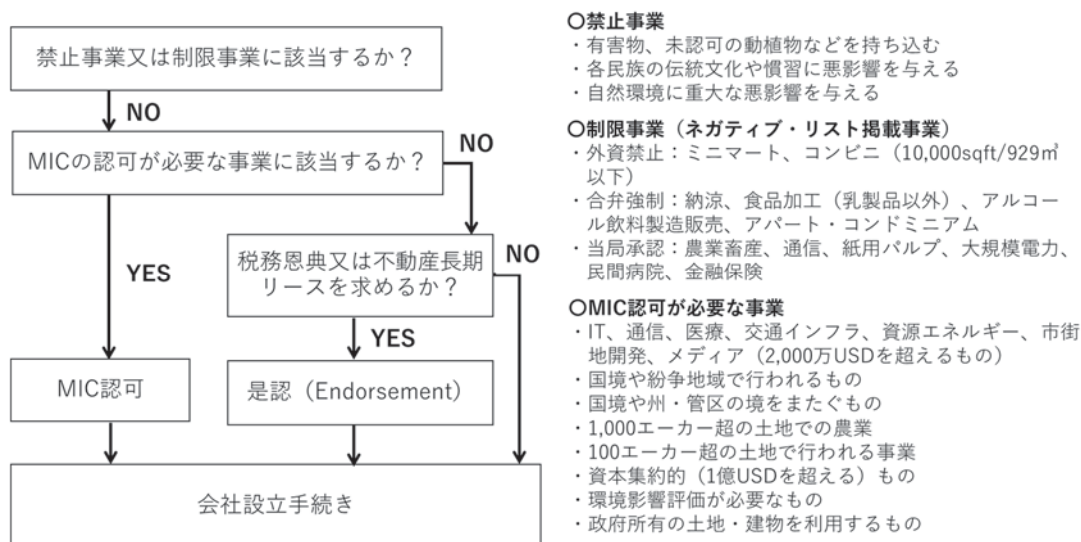 禁止事業又は制限事業に該当するか？
NO
MICの認可が必要な事業に該当するか？
NO
YES
税務恩典又は不動産長期
リースを求めるか？
NO
YES
MIC認可
是認（Endorsement）
会社設立手続き
〇禁止事業
・有害物、未認可の動植物などを持ち込む
・各民族の伝統文化や慣習に悪影響を与える
・自然環境に重大な悪影響を与える
〇制限事業（ネガティブ・リスト掲載事業）
・外資禁止：ミニマート、コンビニ（10,000sqft/929㎡
以下）
・合弁強制：納涼、食品加工（乳製品以外）、アルコー
ル飲料製造販売、アパート・コンドミニアム
・当局承認：農業畜産、通信、紙用パルプ、大規模電力、
民間病院、金融保険
〇MIC認可が必要な事業
・IT、通信、医療、交通インフラ、資源エネルギー、市街
地開発、メディア（2,000万USDを超えるもの）
・国境や紛争地域で行われるもの
・国境や州・管区の境をまたぐもの
・1,000エーカー超の土地での農業
・100エーカー超の土地で行われる事業
・資本集約的（1億USDを超える）もの
・環境影響評価が必要なもの
・政府所有の土地・建物を利用するもの